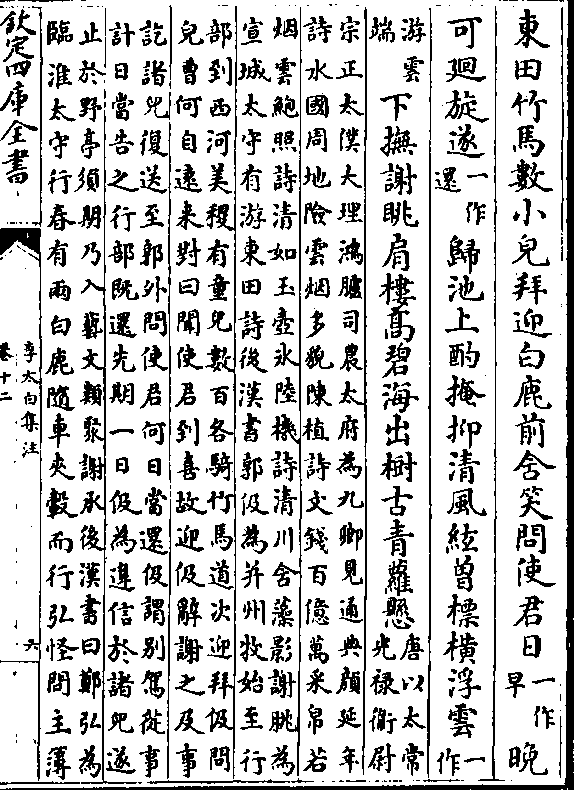 東田竹馬數小兒拜迎白鹿前含笑問使君日一作早晚
可廻旋遂一作還歸池上酌掩抑清風絃曾標橫浮雲一作
游雲端下撫謝眺肩樓髙碧海出樹古青蘿懸唐以太常光禄衛尉
宗正太僕大理鴻臚司農太府為九卿見通典顔延年
詩水國周地險雲烟多貌陳植詩文錢百億萬采帛若
烟雲鮑照詩清如玉壺氷陸機詩清川含藻影謝眺為
宣城太守有游東田詩後漢書郭伋為并州牧始至行
部到西河美稷有童兒數百各騎竹馬道次迎拜伋問
兒曹何自逺來對曰聞使君到喜故迎伋辭謝之及事
訖諸兒復送至郭外問使君何日當還伋謂别駕從事
計日當告之行部既還先期一日伋為違信於諸兒遂
止於野亭須期乃入藝文類聚謝承後漢書曰鄭弘為
臨淮太守行春有兩白鹿隨車夾轂而行弘怪問主簿
欽定四庫全書
李太白集注
卷十二
六